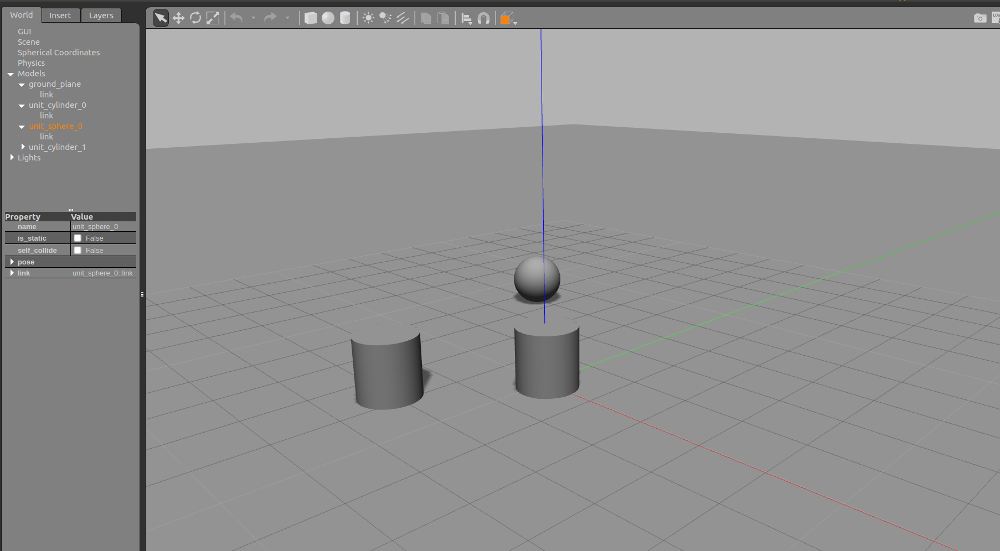 World Insert Layers
LOG
GUI
Scene
Spherical Coordinates
Physics
Models
ground_plane
link
unit_cylinder_0
link
unit_sphere_0
link
unit_cylinder_1
Lights
Property Value
name unit_sphere_0
is_static False
self_collide False
pose
link unit_sphere_0::link